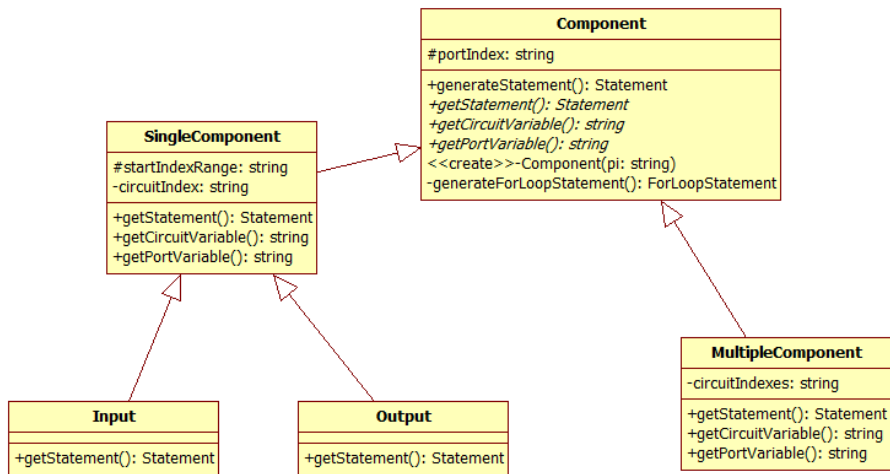 Component
#portIndex: string
+generateStatement(): Statement
+getStatement(): Statement
+getCircuitVariable(): string
+getPortVariable(): string
<<create>>-Component(pi: string)
-generateForLoopStatement(): ForLoopStatement
SingleComponent
#startIndexRange: string
-circuitIndex: string
+getStatement(): Statement
+getCircuitVariable(): string
+getPortVariable(): string
MultipleComponent
-circuitIndexes: string
+getStatement(): Statement
+getCircuitVariable(): string
+getPortVariable(): string
Input
+getStatement(): Statement
Output
+getStatement(): Statement